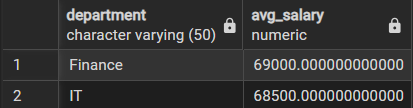 department avg_salary
character varying (50) numeric
1 Finance 69000.000000000000
2 IT 68500.000000000000